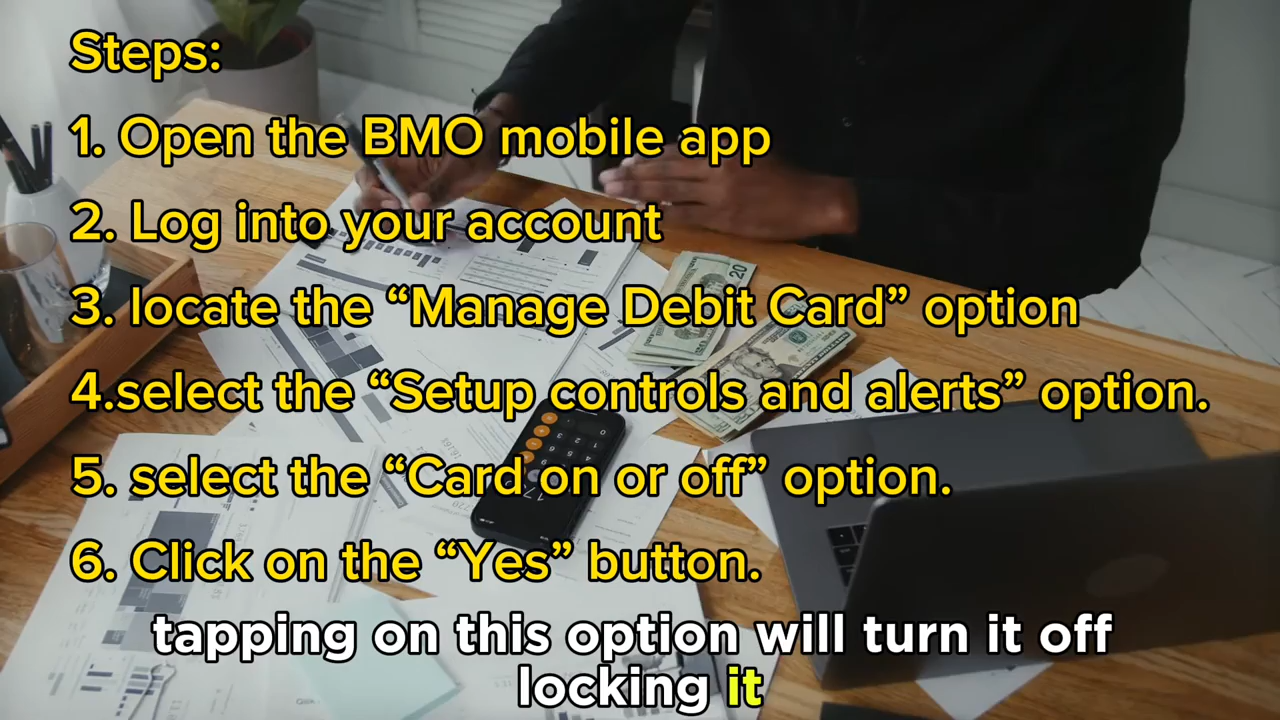 Steps:
1. Open the BMO mobile app
2. Log into your account
3. locate the “Manage Debit Card” option
4.select the “Setup controls and alerts” option.
5. select the “Card on or off” option.
6. Click on the “Yes” button.
tapping on this option will turn it off
locking it